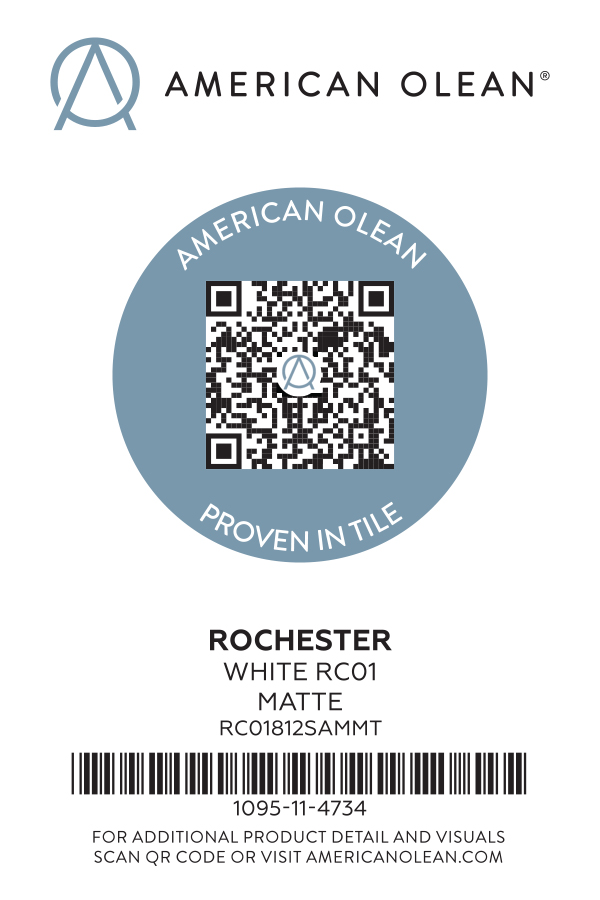 AMERICAN OLEAN®
AMERICAN OLEAN
PROVEN IN TILE
ROCHESTER
WHITE RC01
MATTE
RC01812SAMMT
1095-11-4734
FOR ADDITIONAL PRODUCT DETAIL AND VISUALS
SCAN QR CODE OR VISIT AMERICANOLEAN.COM